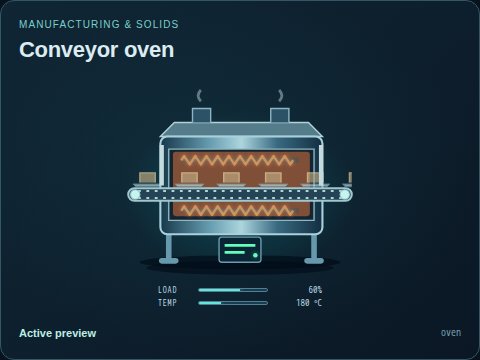 MANUFACTURING & SOLIDS
Conveyor oven
LOAD 60%
TEMP 180 °C
Active preview oven